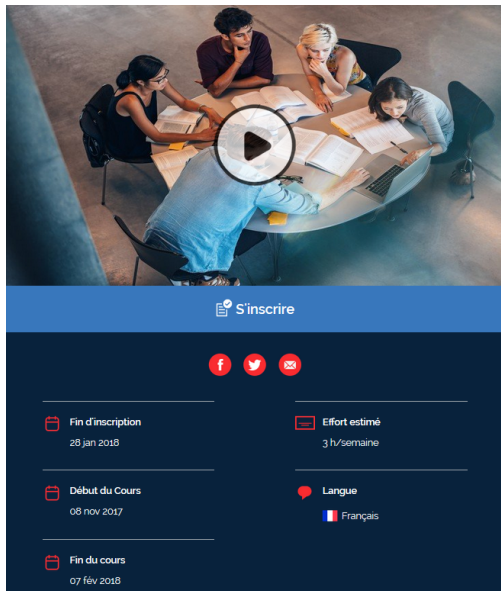 S'inscrire
Fin d'inscription
28 jan 2018
Effort estimé
3 h/semaine
Début du Cours
08 nov 2017
Langue
Français
Fin du cours
07 fév 2018